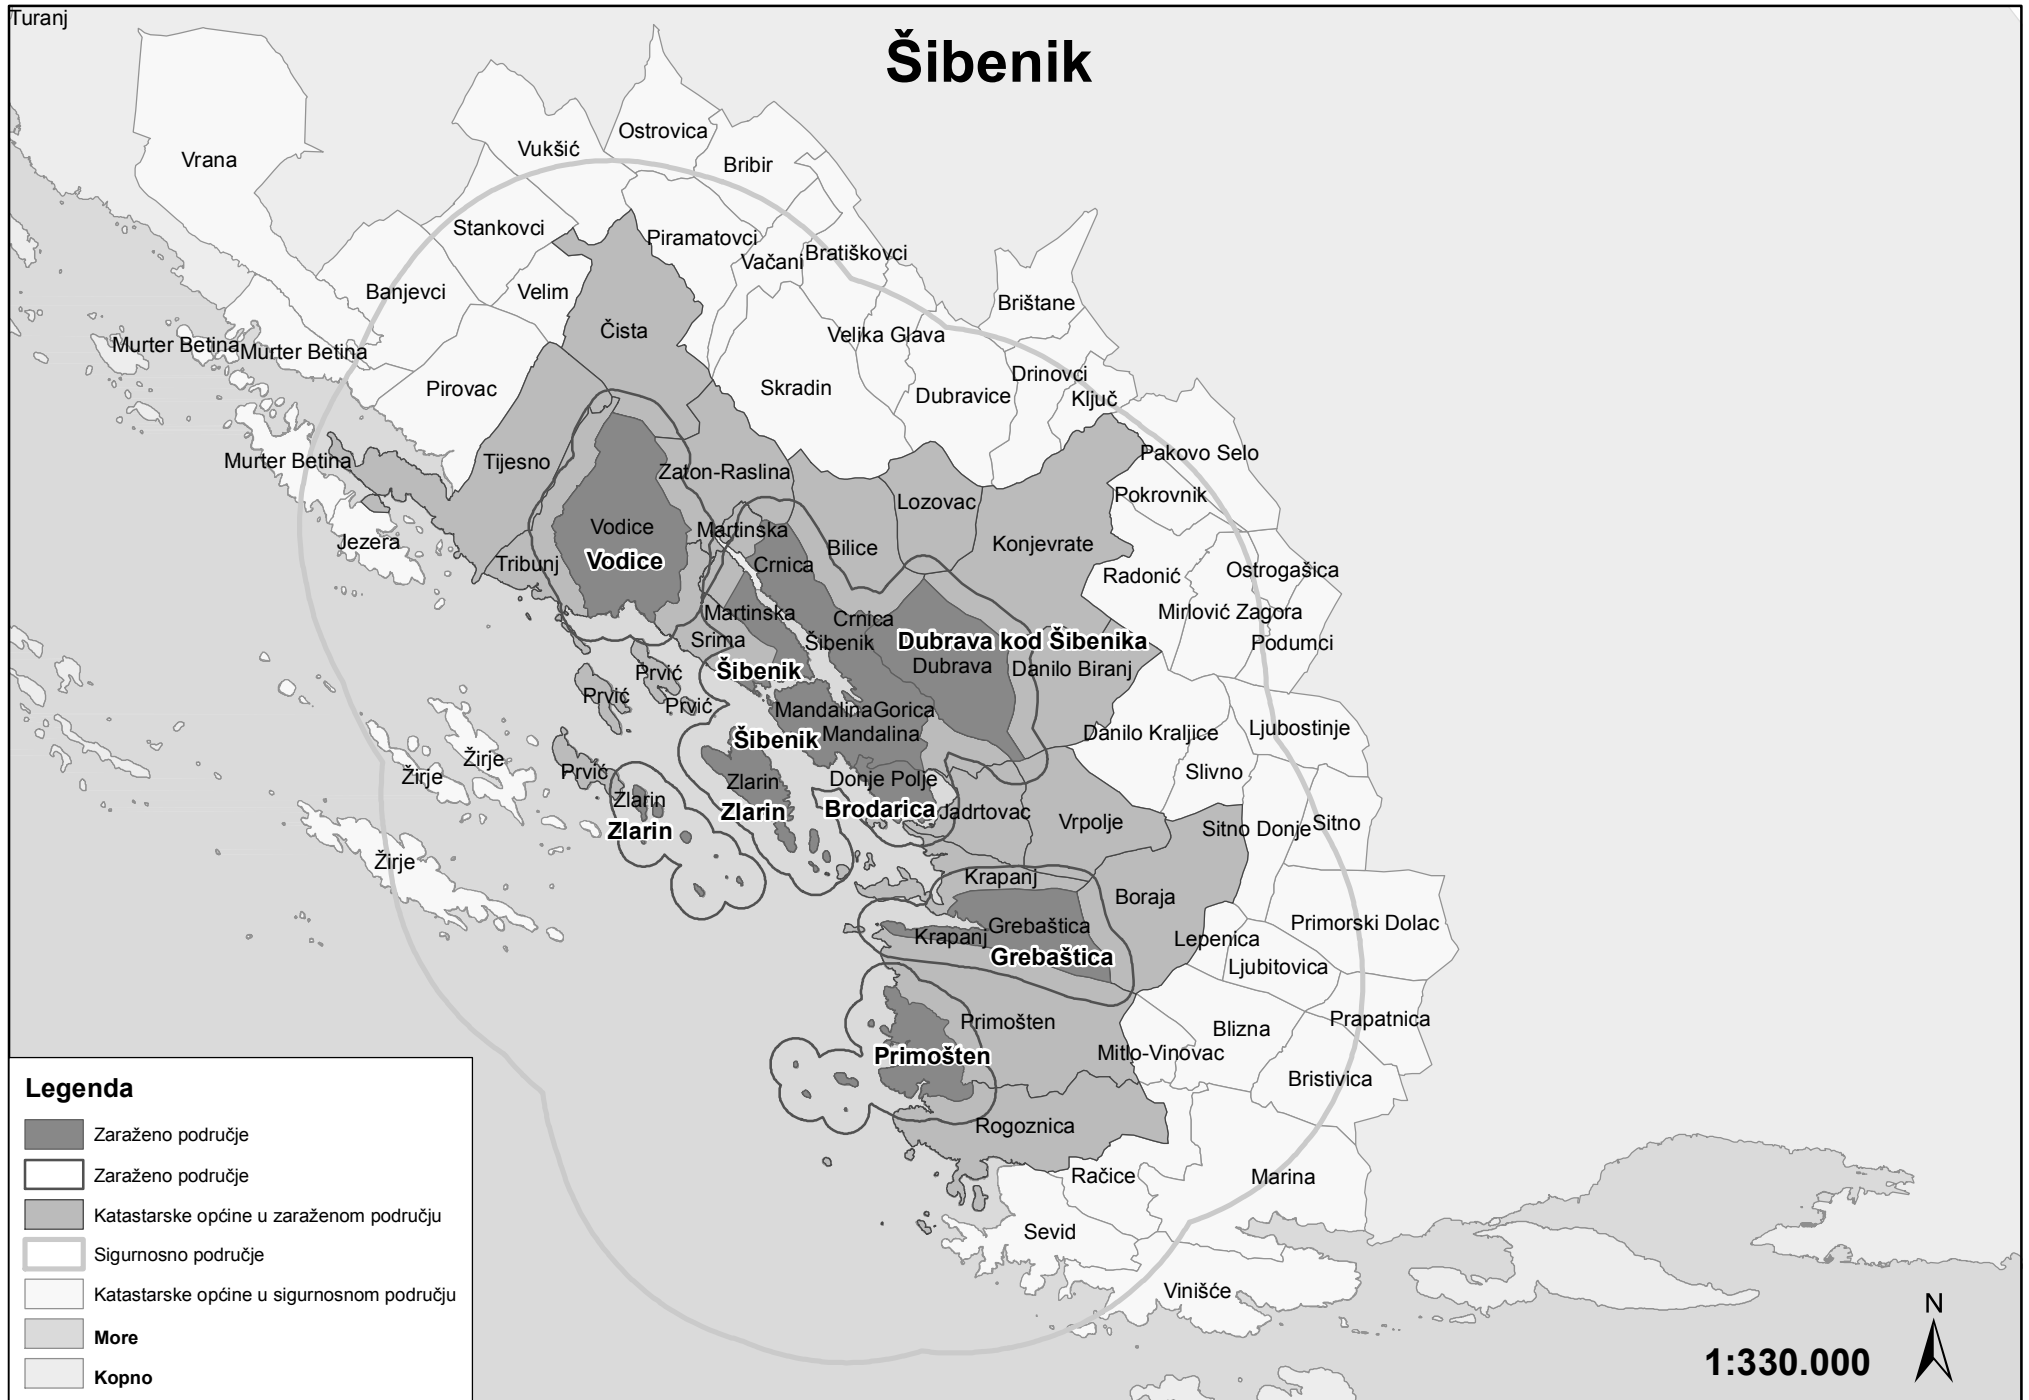 Turanj
Šibenik
Ostrovica
Vukšić
Vrana
Bribir
Stankovci
Piramatovci
Bratiškovci
Vačani
Banjevci
Velim
Brištane
Čista
Velika Glava
Murter Betina
Murter Betina
Drinovci
Pirovac
Skradin
Dubravice
Ključ
Pakovo Selo
Murter Betina
Tijesno
Zaton-Raslina
Pokrovnik
Lozovac
Vodice
Martinska
Jezera
Bilice
Konjevrate
Tribunj
Vodice
Crnica
Radonić
Ostrogašica
Martinska
Crnica
Mirlović Zagora
Srima
Šibenik
Dubrava kod Šibenika
Podumci
Prvić
Šibenik
Dubrava
Danilo Biranj
Prvić
Prvić
Mandalina
Gorica
Mandalina
Danilo Kraljice
Ljubostinje
Šibenik
Žirje
Žirje
Prvić
Zlarin
Donje Polje
Slivno
Zlarin
Zlarin
Brodarica
Jadrtovac
Vrpolje
Sitno Donje
Sitno
Zlarin
Žirje
Krapanj
Boraja
Grebaštica
Krapanj
Primorski Dolac
Lepenica
Grebaštica
Ljubitovica
Primošten
Blizna
Prapatnica
Primošten
Mitlo-Vinovac
Bristivica
Rogoznica
Račice
Marina
Sevid
Vinišće
Legenda
Zaraženo područje
Zaraženo područje
Katastarske općine u zaraženom području
Sigurnosno područje
Katastarske općine u sigurnosnom području
More
Kopno
N
1:330.000